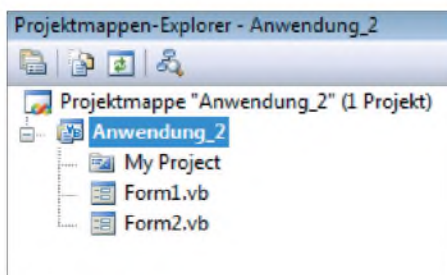 Projektmappen-Explorer - Anwendung_2
Projektmappe "Anwendung_2" (1 Projekt)
Anwendung_2
My Project
Form1.vb
Form2.vb